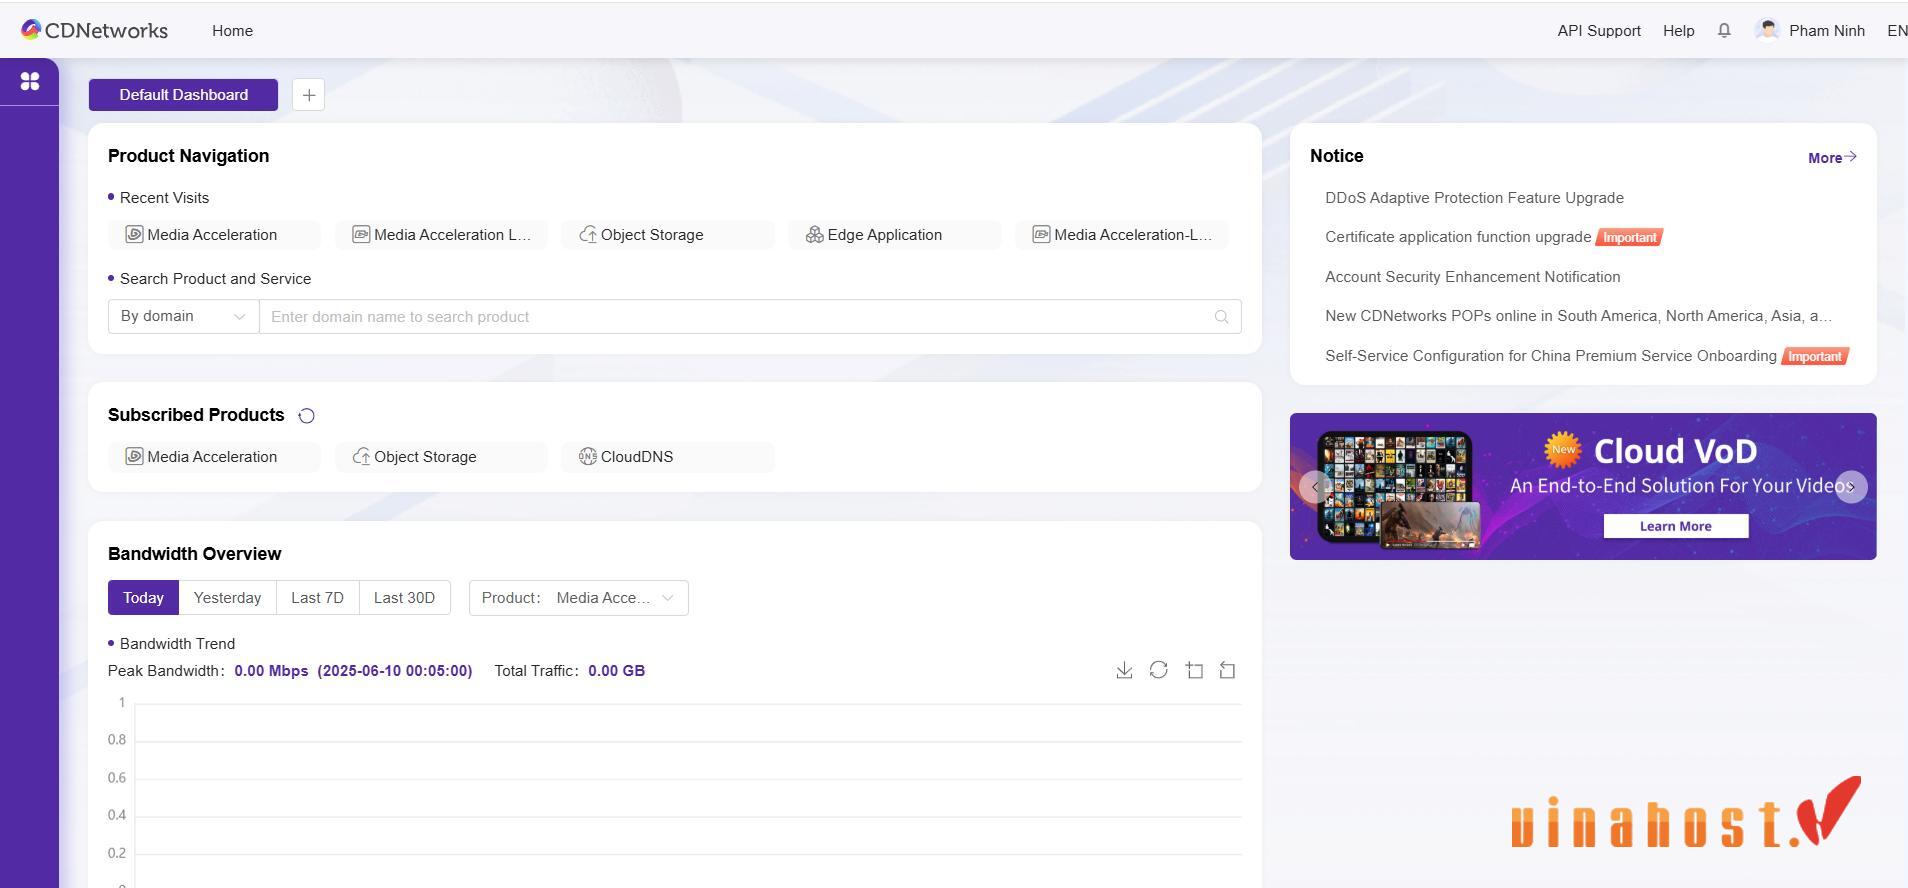 CDNetworks Home API Support Help Pham Ninh EN
Default Dashboard +
Product Navigation
Recent Visits
Media Acceleration Media Acceleration L... Object Storage Edge Application Media Acceleration-L...
Search Product and Service
By domain Enter domain name to search product
Subscribed Products
Media Acceleration Object Storage DNS CloudDNS
Bandwidth Overview
Today Yesterday Last 7D Last 30D Product: Media Acce...
Bandwidth Trend
Peak Bandwidth: 0.00 Mbps (2025-06-10 00:05:00) Total Traffic: 0.00 GB
1
0.8
0.6
0.4
0.2
Notice More
DDoS Adaptive Protection Feature Upgrade
Certificate application function upgrade Important
Account Security Enhancement Notification
New CDNetworks POPs online in South America, North America, Asia, a...
Self-Service Configuration for China Premium Service Onboarding Important
New Cloud VoD
An End-to-End Solution For Your Videos
Learn More
vinahost.